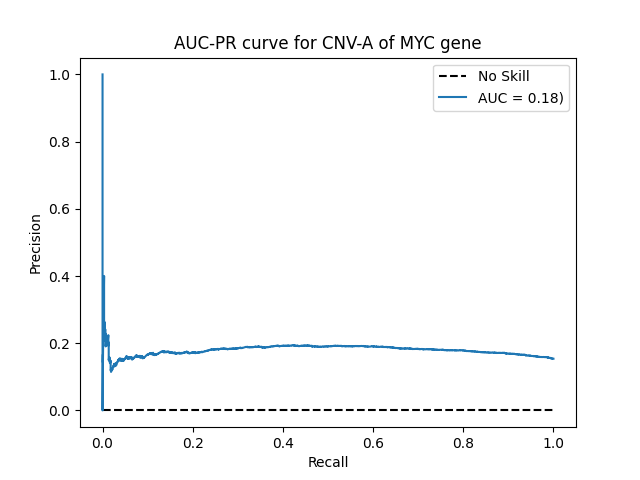 AUC-PR curve for CNV-A of MYC gene
No Skill
AUC = 0.18)
Precision
1.0
0.8
0.6
0.4
0.2
0.0
0.0 0.2 0.4 0.6 0.8 1.0
Recall